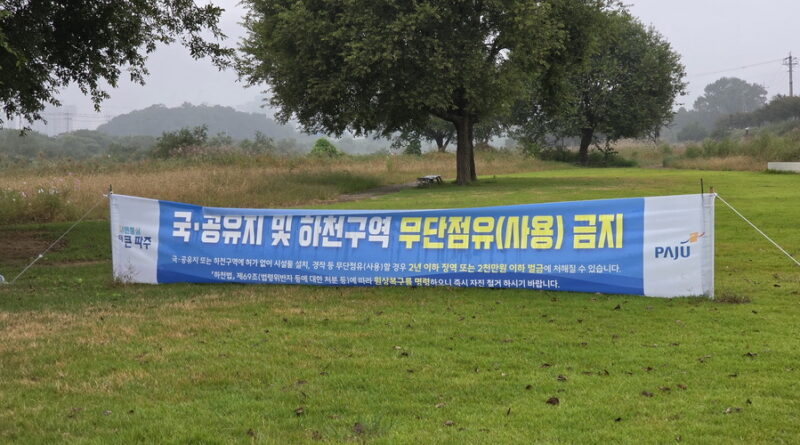 큰 파주
국·공유지 및 하천구역 무단점유(사용) 금지
국·공유지 또는 하천구역에 허가 없이 시설물 설치, 경작 등 무단점유(사용)할 경우 2년 이하 징역 또는 2천만원 이하 벌금에 처해질 수 있습니다.
「하천법」 제69조(법령위반자 등에 대한 처분 등)에 따라 원상복구를 명령하오니 즉시 자진 철거 하시기 바랍니다.
PAJU